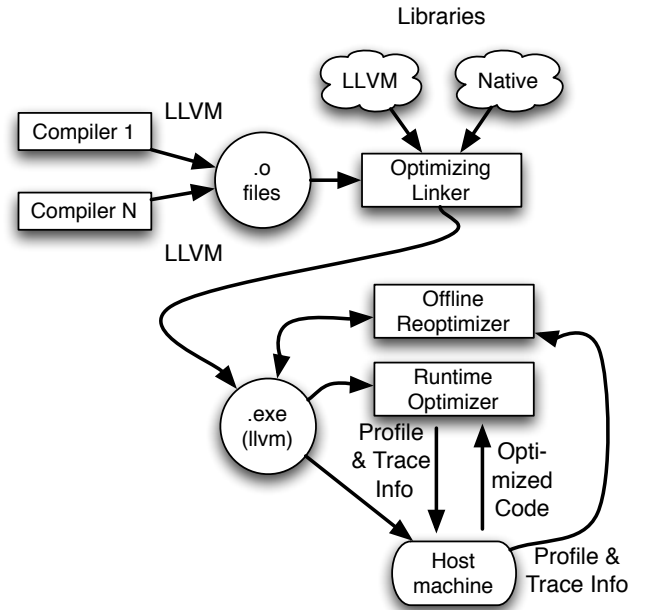 Libraries
LLVM
Native
LLVM
Compiler 1
.o
files
Optimizing
Linker
Compiler N
LLVM
Offline
Reoptimizer
Runtime
Optimizer
.exe
(llvm)
Profile
& Trace
Info
Opti-
mized
Code
Host
machine
Profile &
Trace Info